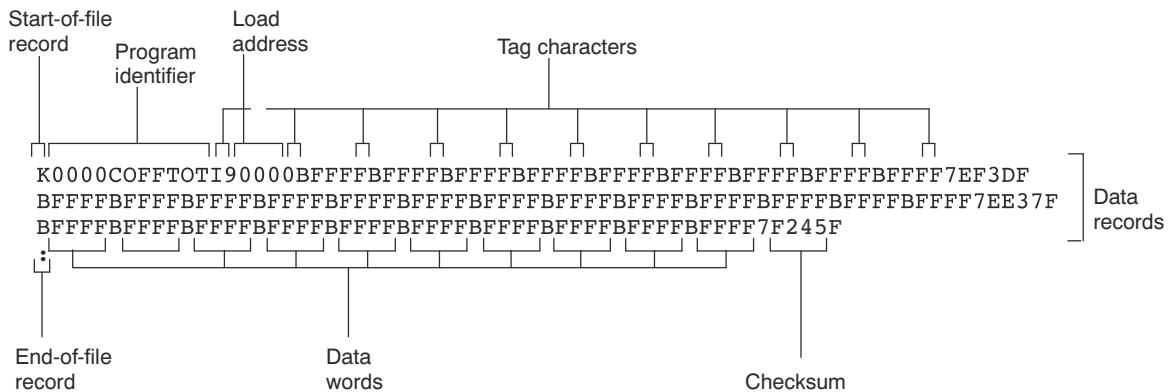 Start-of-file
record
Program
identifier
Load
address
Tag characters
K0000COFFTOTI90000BFFFFBFFFFBFFFFBFFFFBFFFFBFFFFBFFFFBFFFFBFFFF7EF3DF
BFFFFBFFFFBFFFFBFFFFBFFFFBFFFFBFFFFBFFFFBFFFFBFFFFBFFFFBFFFFBFFFF7EE37F
BFFFFBFFFFBFFFFBFFFFBFFFFBFFFFBFFFFBFFFFBFFFFBFFFF7F245F
:
Data
records
End-of-file
record
Data
words
Checksum